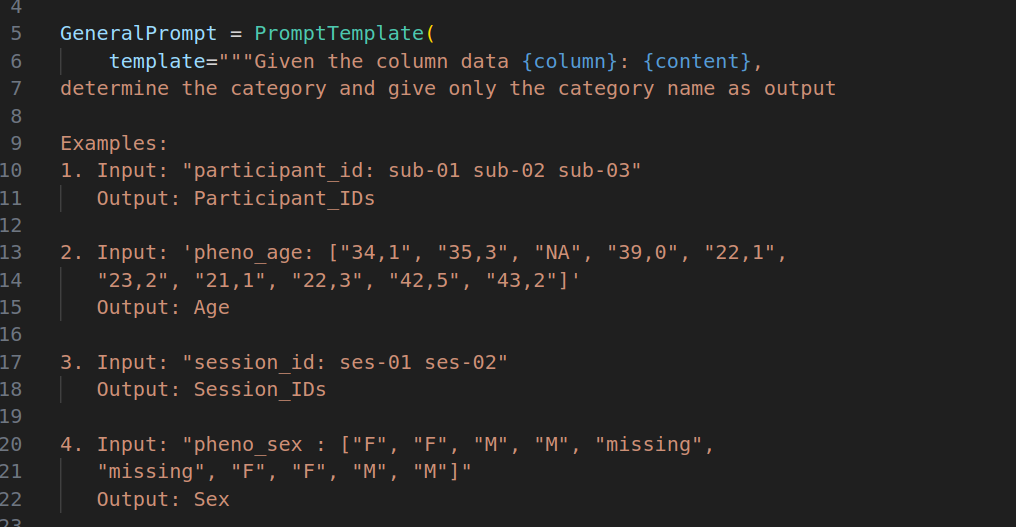 4
5 GeneralPrompt = PromptTemplate(
6 template="""Given the column data {column}: {content},
7 determine the category and give only the category name as output
8
9 Examples:
10 1. Input: "participant_id: sub-01 sub-02 sub-03"
11 Output: Participant_IDs
12
13 2. Input: 'pheno_age: ["34,1", "35,3", "NA", "39,0", "22,1",
14 "23,2", "21,1", "22,3", "42,5", "43,2"]'
15 Output: Age
16
17 3. Input: "session_id: ses-01 ses-02"
18 Output: Session_IDs
19
20 4. Input: "pheno_sex : ["F", "F", "M", "M", "missing",
21 "missing", "F", "F", "M", "M"]"
22 Output: Sex
23